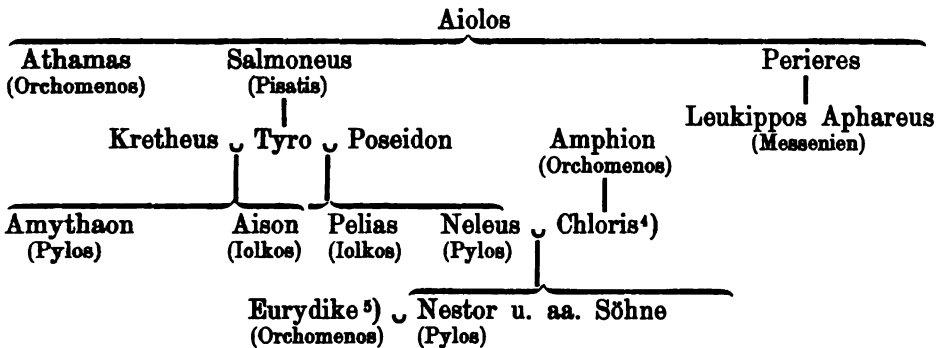 Aiolos
Athamas Salmoneus Perieres
(Orchomenos) (Pisatis)
Leukippos Aphareus
Kretheus ‿ Tyro ‿ Poseidon Amphion (Messenien)
(Orchomenos)
Amythaon Aison Pelias Neleus ‿ Chloris⁴)
(Pylos) (Iolkos) (Iolkos) (Pylos)
Eurydike⁵) ‿ Nestor u. aa. Söhne
(Orchomenos) (Pylos)